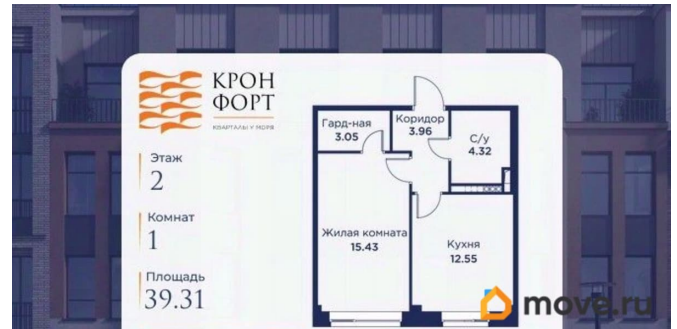 КРОН
ФОРТ
КВАРТАЛЫ У МОРЯ
Этаж
2
Комнат
1
Площадь
39.31
Гард-ная
3.05
Коридор
3.96
С/у
4.32
Жилая комната
15.43
Кухня
12.55
move.ru